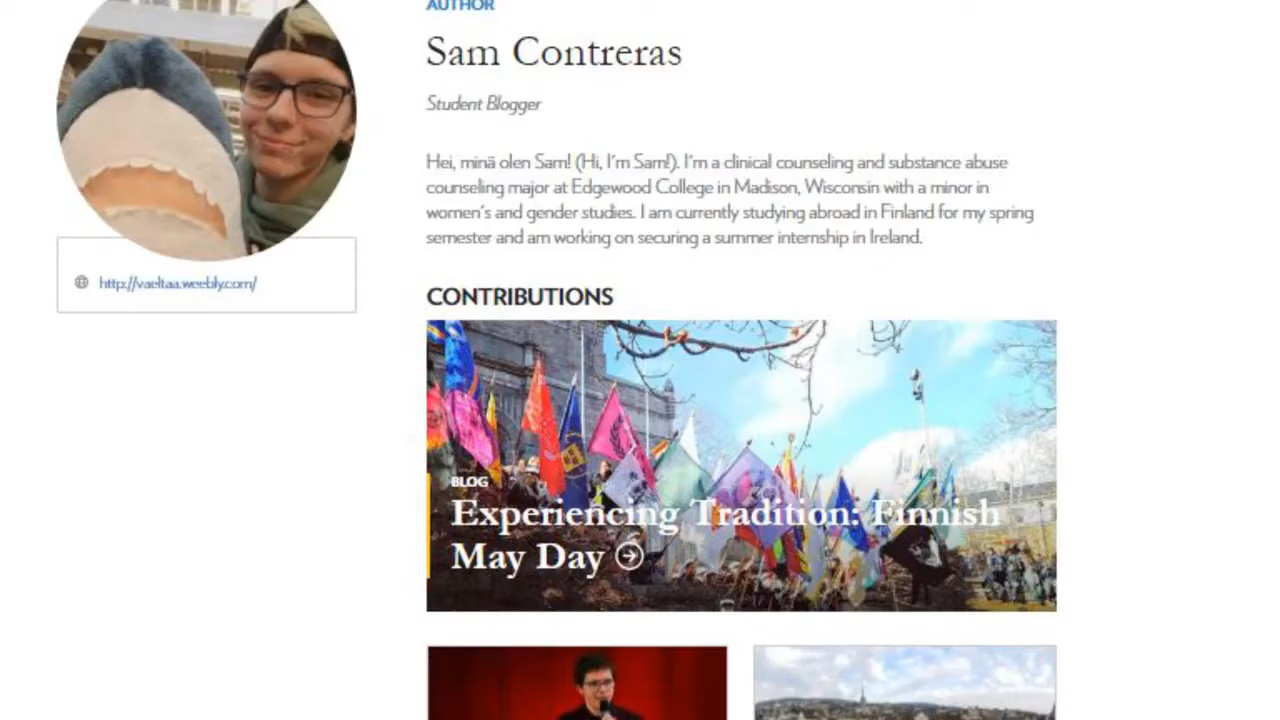 AUTHOR
Sam Contreras
Student Blogger
Hei, minä olen Sam! (Hi, I'm Sam!). I'm a clinical counseling and substance abuse
counseling major at Edgewood College in Madison, Wisconsin with a minor in
women's and gender studies. I am currently studying abroad in Finland for my spring
semester and am working on securing a summer internship in Ireland.
http://vaeltaa.weebly.com/
CONTRIBUTIONS
BLOG
Experiencing Tradition: Finnish
May Day